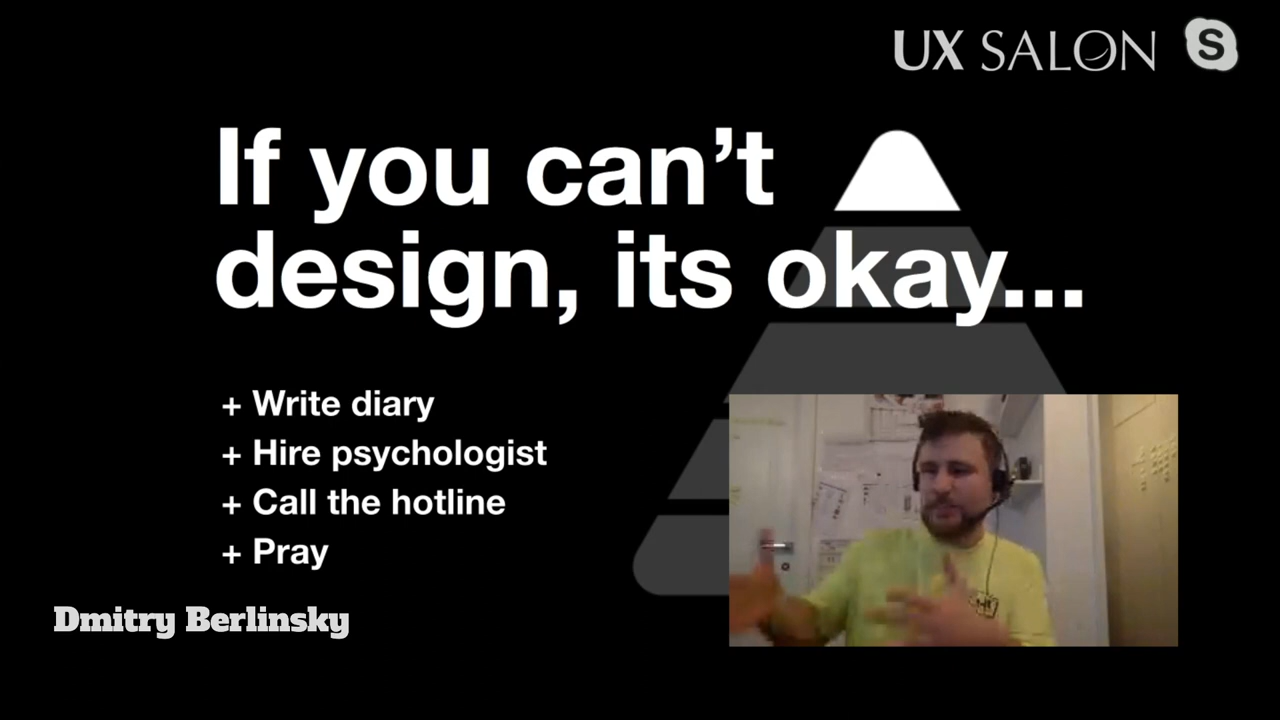 UX SALON
If you can’t
design, its okay...
+ Write diary
+ Hire psychologist
+ Call the hotline
+ Pray
Dmitry Berlinsky